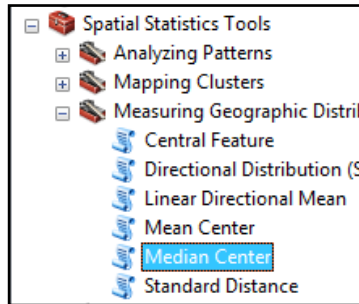 Spatial Statistics Tools
Analyzing Patterns
Mapping Clusters
Measuring Geographic Distri
Central Feature
Directional Distribution (S
Linear Directional Mean
Mean Center
Median Center
Standard Distance